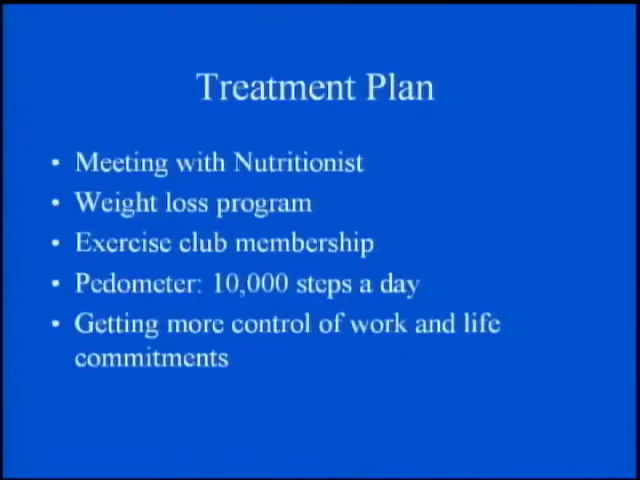 Treatment Plan
• Meeting with Nutritionist
• Weight loss program
• Exercise club membership
• Pedometer: 10,000 steps a day
• Getting more control of work and life
commitments